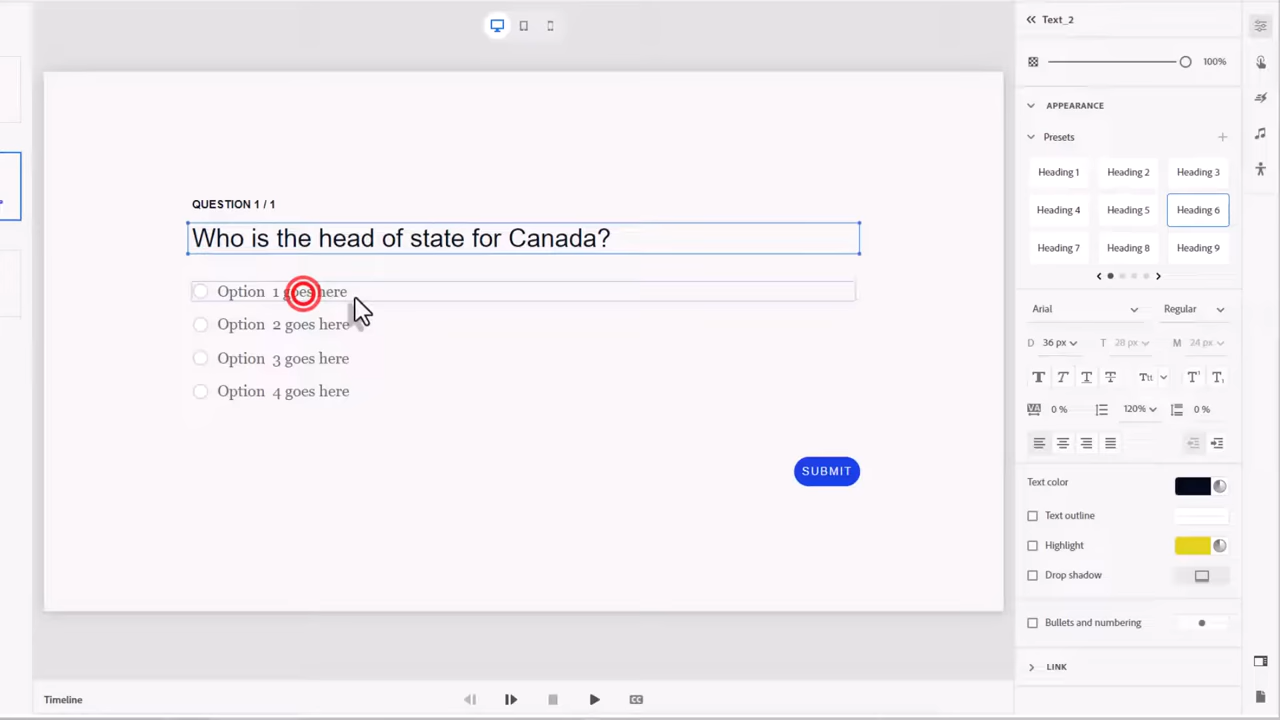 Text_2
100%
APPEARANCE
Presets
Heading 1 Heading 2 Heading 3
Heading 4 Heading 5 Heading 6
Heading 7 Heading 8 Heading 9
Arial Regular
D 36 px T 28 px M 24 px
T T T T Tt T T
VA 0 % 120% 0 %
Text color
Text outline
Highlight
Drop shadow
Bullets and numbering
LINK
QUESTION 1 / 1
Who is the head of state for Canada?
Option 1 goes here
Option 2 goes here
Option 3 goes here
Option 4 goes here
SUBMIT
Timeline
CC